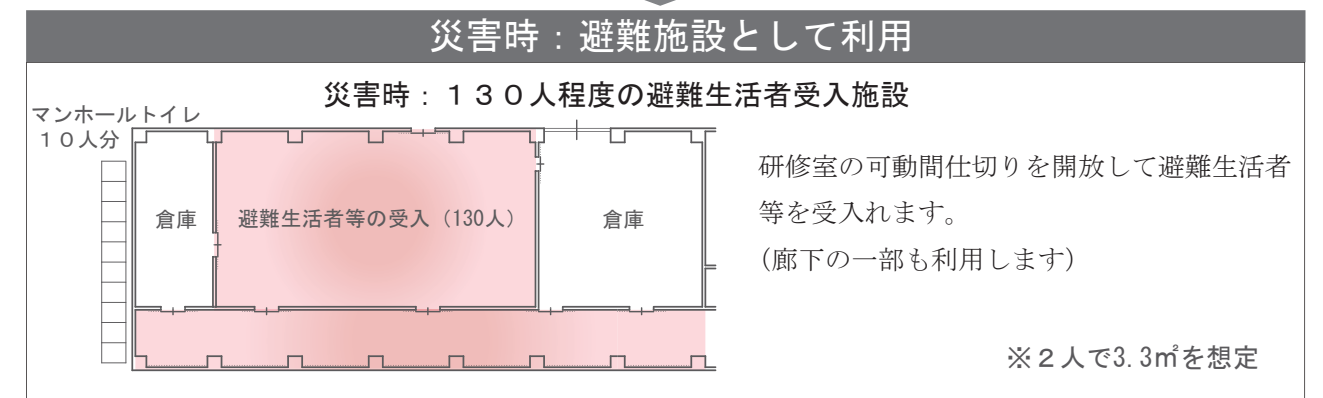 災害時：避難施設として利用
災害時：１３０人程度の避難生活者受入施設
マンホールトイレ
１０人分
倉庫
避難生活者等の受入（130人）
倉庫
研修室の可動間仕切りを開放して避難生活者
等を受入れます。
（廊下の一部も利用します）
※２人で3.3㎡を想定